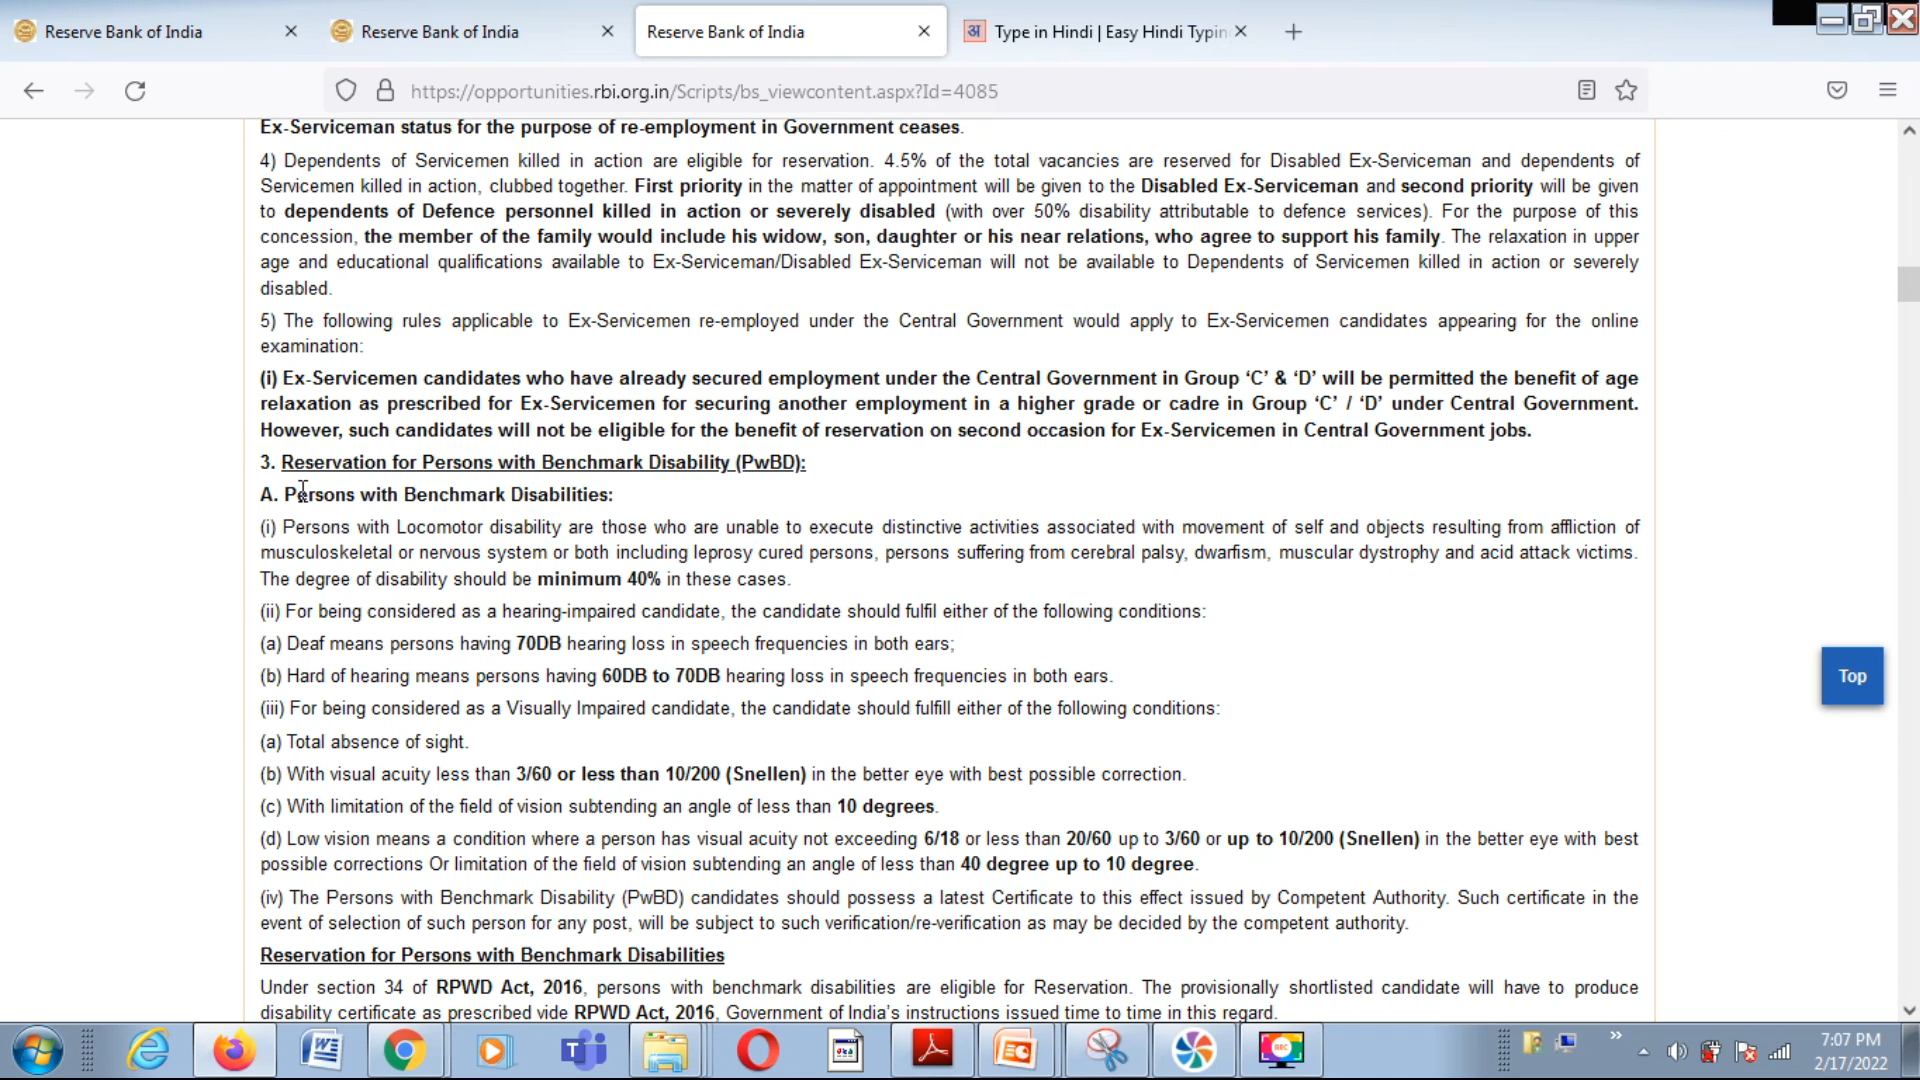 Reserve Bank of India
Reserve Bank of India
Reserve Bank of India
अ Type in Hindi | Easy Hindi Typin
https://opportunities.rbi.org.in/Scripts/bs_viewcontent.aspx?Id=4085
Ex-Serviceman status for the purpose of re-employment in Government ceases.
4) Dependents of Servicemen killed in action are eligible for reservation. 4.5% of the total vacancies are reserved for Disabled Ex-Serviceman and dependents of
Servicemen killed in action, clubbed together. First priority in the matter of appointment will be given to the Disabled Ex-Serviceman and second priority will be given
to dependents of Defence personnel killed in action or severely disabled (with over 50% disability attributable to defence services). For the purpose of this
concession, the member of the family would include his widow, son, daughter or his near relations, who agree to support his family. The relaxation in upper
age and educational qualifications available to Ex-Serviceman/Disabled Ex-Serviceman will not be available to Dependents of Servicemen killed in action or severely
disabled.
5) The following rules applicable to Ex-Servicemen re-employed under the Central Government would apply to Ex-Servicemen candidates appearing for the online
examination:
(i) Ex-Servicemen candidates who have already secured employment under the Central Government in Group ‘C’ & ‘D’ will be permitted the benefit of age
relaxation as prescribed for Ex-Servicemen for securing another employment in a higher grade or cadre in Group ‘C’ / ‘D’ under Central Government.
However, such candidates will not be eligible for the benefit of reservation on second occasion for Ex-Servicemen in Central Government jobs.
3. Reservation for Persons with Benchmark Disability (PwBD):
A. Persons with Benchmark Disabilities:
(i) Persons with Locomotor disability are those who are unable to execute distinctive activities associated with movement of self and objects resulting from affliction of
musculoskeletal or nervous system or both including leprosy cured persons, persons suffering from cerebral palsy, dwarfism, muscular dystrophy and acid attack victims.
The degree of disability should be minimum 40% in these cases.
(ii) For being considered as a hearing-impaired candidate, the candidate should fulfil either of the following conditions:
(a) Deaf means persons having 70DB hearing loss in speech frequencies in both ears;
(b) Hard of hearing means persons having 60DB to 70DB hearing loss in speech frequencies in both ears.
(iii) For being considered as a Visually Impaired candidate, the candidate should fulfill either of the following conditions:
Top
(a) Total absence of sight.
(b) With visual acuity less than 3/60 or less than 10/200 (Snellen) in the better eye with best possible correction.
(c) With limitation of the field of vision subtending an angle of less than 10 degrees.
(d) Low vision means a condition where a person has visual acuity not exceeding 6/18 or less than 20/60 up to 3/60 or up to 10/200 (Snellen) in the better eye with best
possible corrections Or limitation of the field of vision subtending an angle of less than 40 degree up to 10 degree.
(iv) The Persons with Benchmark Disability (PwBD) candidates should possess a latest Certificate to this effect issued by Competent Authority. Such certificate in the
event of selection of such person for any post, will be subject to such verification/re-verification as may be decided by the competent authority.
Reservation for Persons with Benchmark Disabilities
Under section 34 of RPWD Act, 2016, persons with benchmark disabilities are eligible for Reservation. The provisionally shortlisted candidate will have to produce
disability certificate as prescribed vide RPWD Act, 2016, Government of India’s instructions issued time to time in this regard.
7:07 PM
2/17/2022